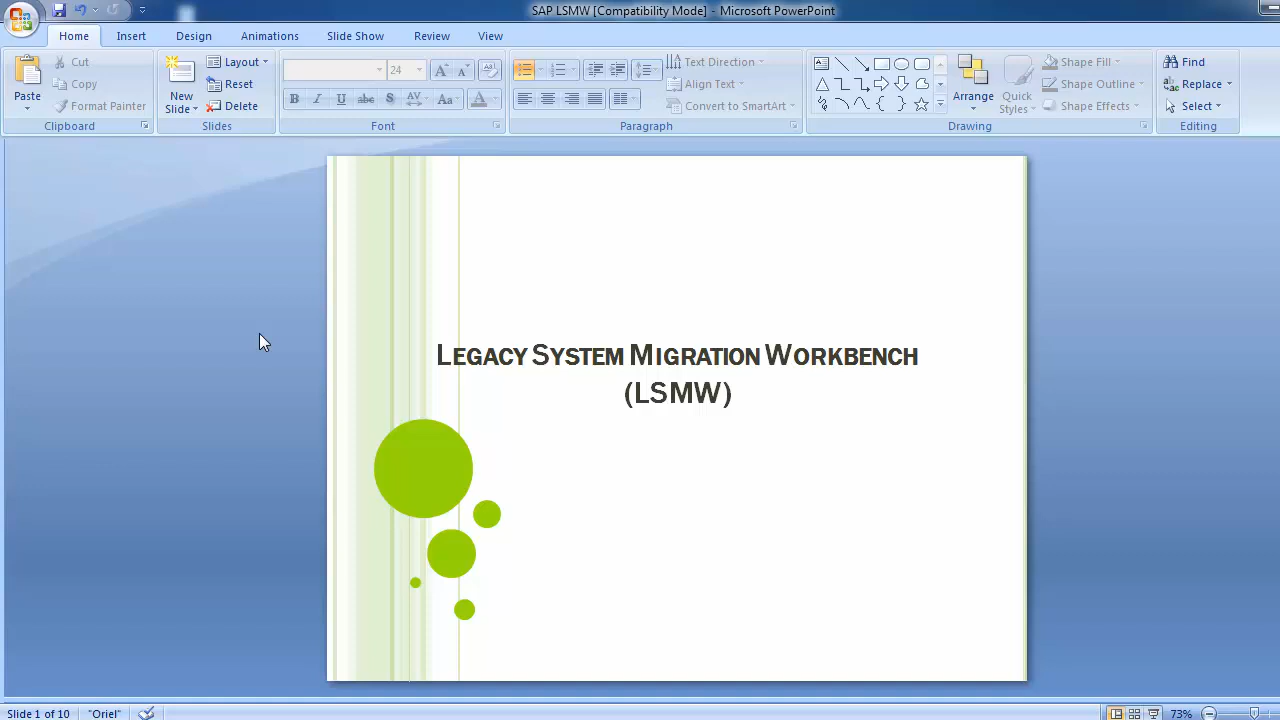 SAP LSMW [Compatibility Mode] - Microsoft PowerPoint
Home Insert Design Animations Slide Show Review View
Paste Cut Copy Format Painter
Clipboard
New Slide Layout Reset Delete
Slides
24
B I U abc S AV Aa A
Font
Text Direction Align Text Convert to SmartArt
Paragraph
Arrange Quick Styles Shape Fill Shape Outline Shape Effects
Drawing
Find Replace Select
Editing
LEGACY SYSTEM MIGRATION WORKBENCH
(LSMW)
Slide 1 of 10 "Oriel" 73%